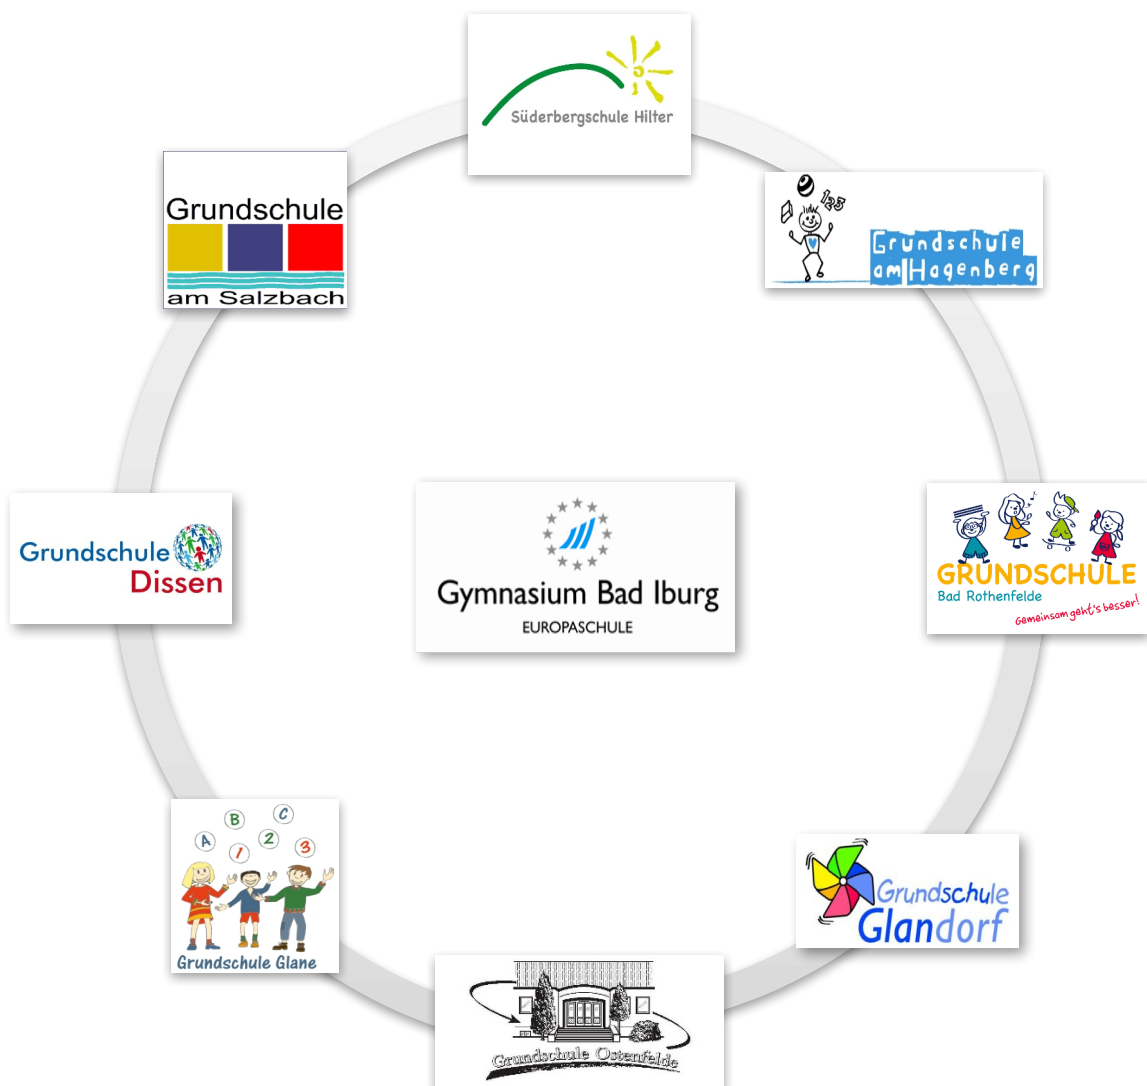 Süderbergschule Hilter
Grundschule
am Salzbach
123
Grundschule
am Hagenberg
Grundschule
Dissen
Gymnasium Bad Iburg
EUROPASCHULE
GRUNDSCHULE
Bad Rothenfelde
Gemeinsam geht's besser!
A B C
1 2 3
Grundschule Glane
Grundschule
Glandorf
Grundschule Ostenfelde